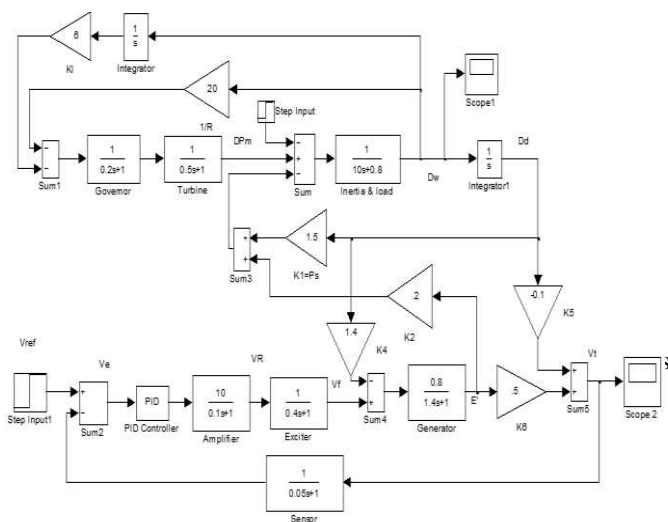 6
1
s
KI
Integrator
20
Step Input
Scope1
1/R
DPm
Dd
1
0.2s+1
1
0.5s+1
1
10s+0.8
1
s
Sum1
Governor
Turbine
Sum
Inertia & load
Dw
Integrator1
1.5
Sum3
K1=Ps
.2
-0.1
K5
K2
1.4
K4
Vref
Ve
VR
Vf
Vt
PID
10
0.1s+1
1
0.4s+1
0.8
1.4s+1
.5
Step Input1
Sum2
PID Controller
Amplifier
Exciter
Sum4
Generator
E'
K6
Sum5
Scope 2
1
0.05s+1
Sensor